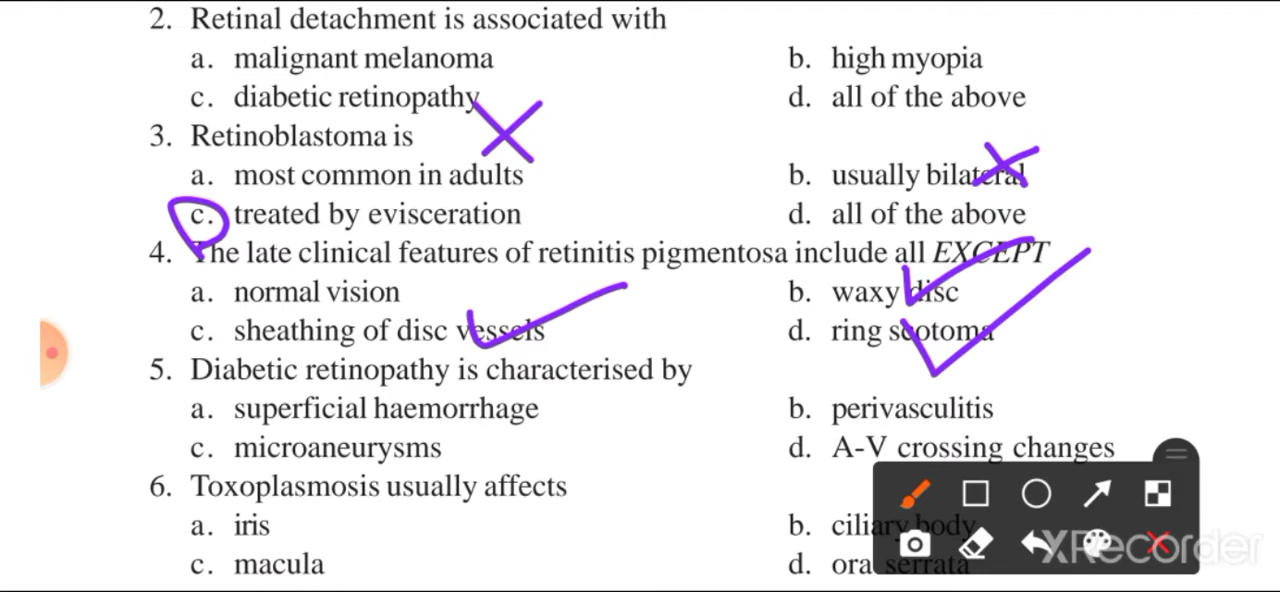 2. Retinal detachment is associated with
a. malignant melanoma b. high myopia
c. diabetic retinopathy d. all of the above
3. Retinoblastoma is
a. most common in adults b. usually bilateral
c. treated by evisceration d. all of the above
4. The late clinical features of retinitis pigmentosa include all EXCEPT
a. normal vision b. waxy disc
c. sheathing of disc vessels d. ring scotoma
5. Diabetic retinopathy is characterised by
a. superficial haemorrhage b. perivasculitis
c. microaneurysms d. A-V crossing changes
6. Toxoplasmosis usually affects
a. iris b. ciliary body
c. macula d. ora serrata
XRecorder